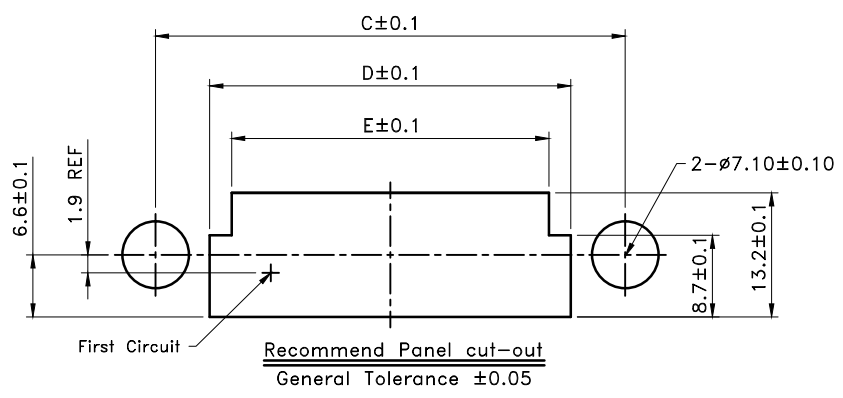 C±0.1
D±0.1
E±0.1
2-ø7.10±0.10
6.6±0.1
1.9 REF
8.7±0.1
13.2±0.1
First Circuit
Recommend Panel cut-out
General Tolerance ±0.05